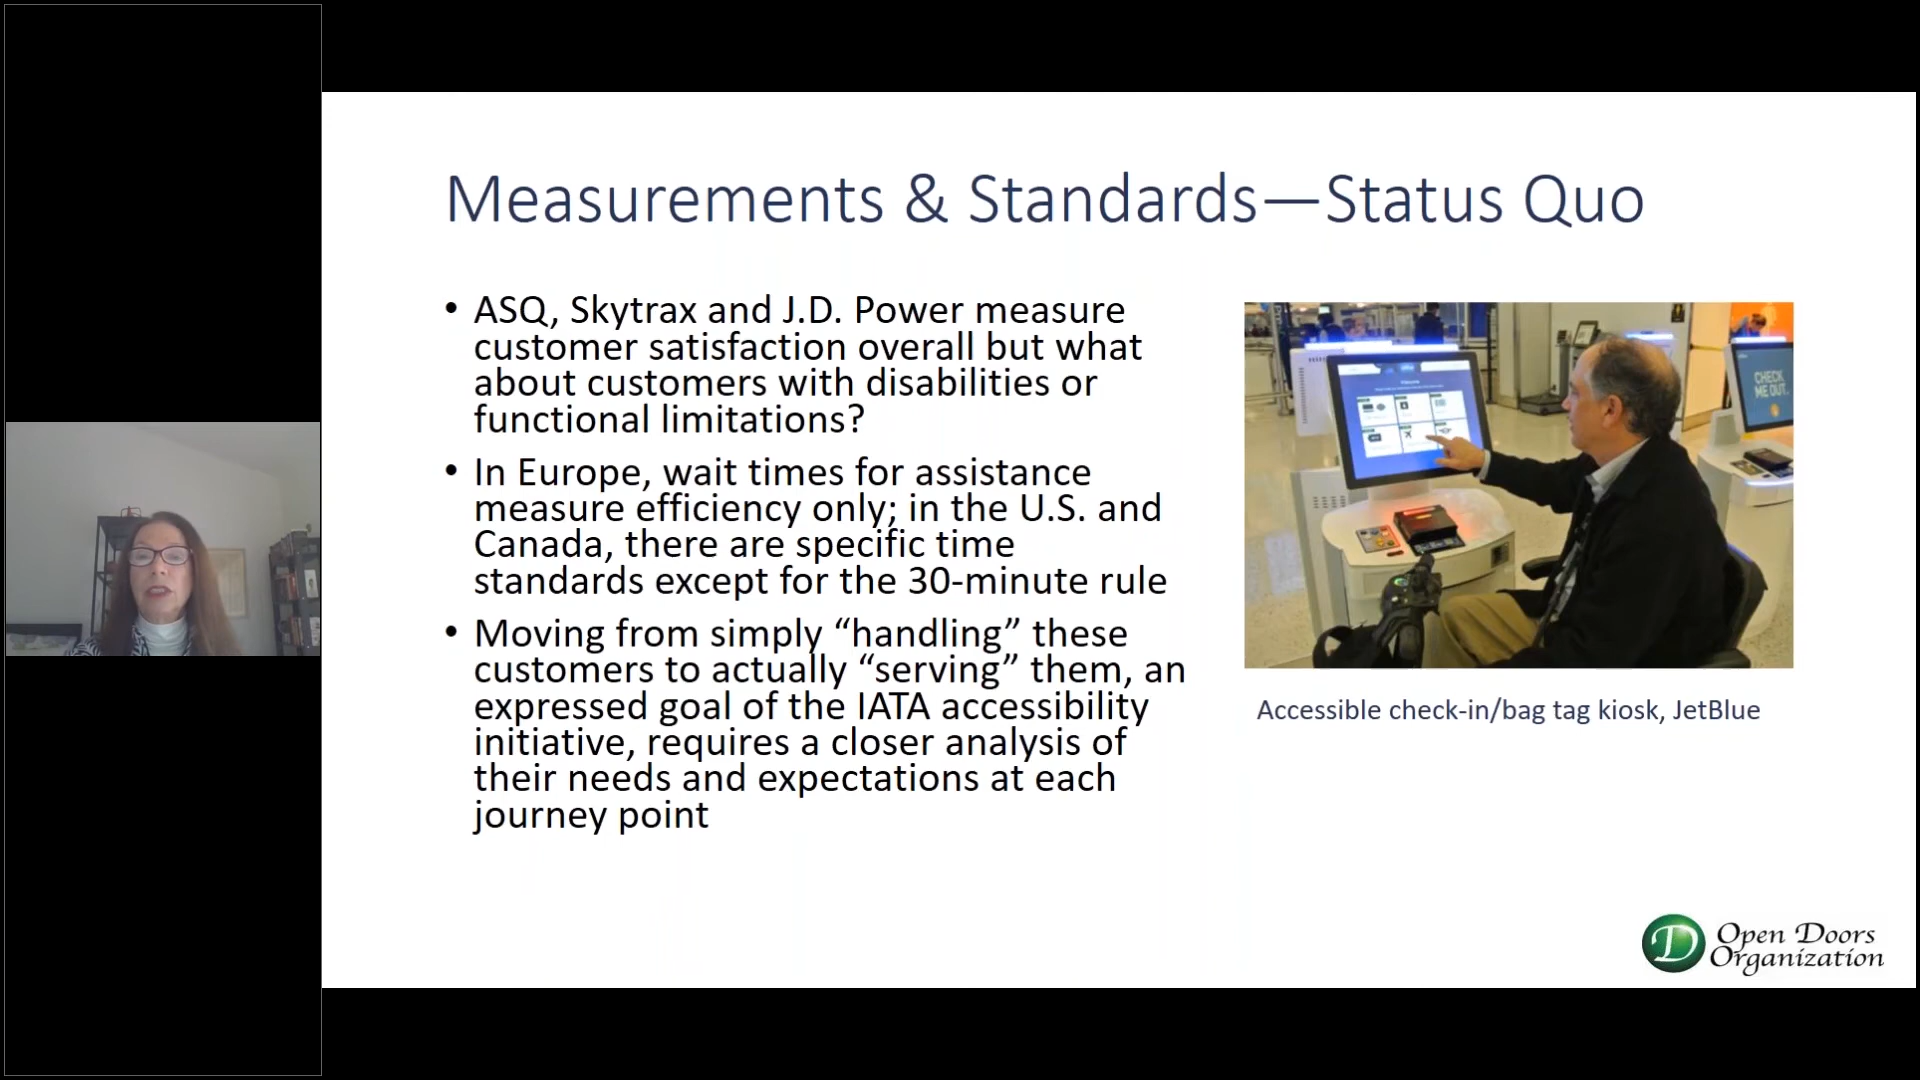 Measurements & Standards—Status Quo
• ASQ, Skytrax and J.D. Power measure
customer satisfaction overall but what
about customers with disabilities or
functional limitations?
• In Europe, wait times for assistance
measure efficiency only; in the U.S. and
Canada, there are specific time
standards except for the 30-minute rule
• Moving from simply “handling” these
customers to actually “serving” them, an
expressed goal of the IATA accessibility
initiative, requires a closer analysis of
their needs and expectations at each
journey point
CHECK
ME OUT.
Accessible check-in/bag tag kiosk, JetBlue
Open Doors
Organization